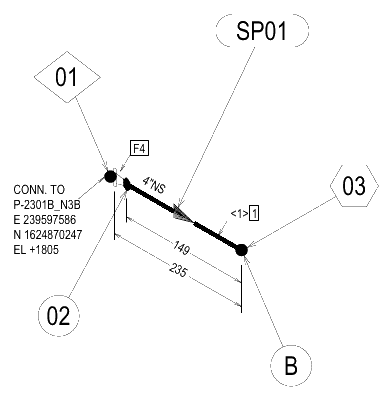 SP01
01
F4
4"NS
03
CONN. TO
P-2301B_N3B
E 239597586
N 1624870247
EL +1805
<1> 1
149
235
02
B